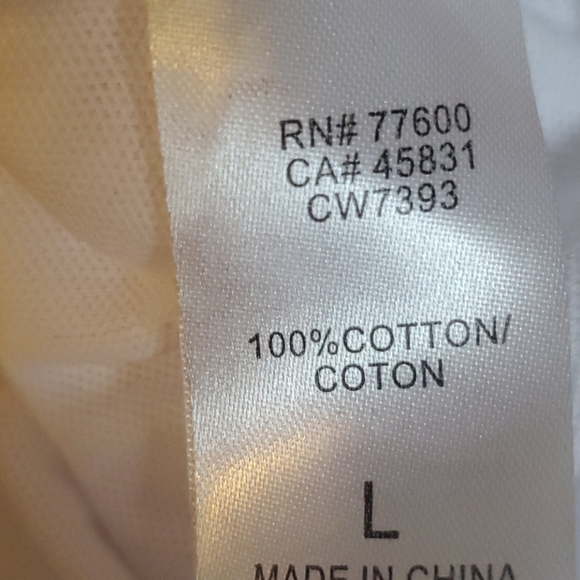 RN# 77600
CA# 45831
CW7393
100%COTTON/
COTON
L
MADE IN CHINA